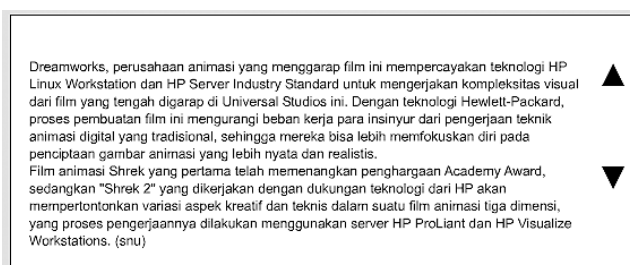 Dreamworks, perusahaan animasi yang menggarap film ini mempercayakan teknologi HP
Linux Workstation dan HP Server Industry Standard untuk mengerjakan kompleksitas visual
dari film yang tengah digarap di Universal Studios ini. Dengan teknologi Hewlett-Packard,
proses pembuatan film ini mengurangi beban kerja para insinyur dari pengerjaan teknik
animasi digital yang tradisional, sehingga mereka bisa lebih memfokuskan diri pada
penciptaan gambar animasi yang lebih nyata dan realistis.
Film animasi Shrek yang pertama telah memenangkan penghargaan Academy Award,
sedangkan "Shrek 2" yang dikerjakan dengan dukungan teknologi dari HP akan
mempertontonkan variasi aspek kreatif dan teknis dalam suatu film animasi tiga dimensi,
yang proses pengerjaannya dilakukan menggunakan server HP ProLiant dan HP Visualize
Workstations. (snu)